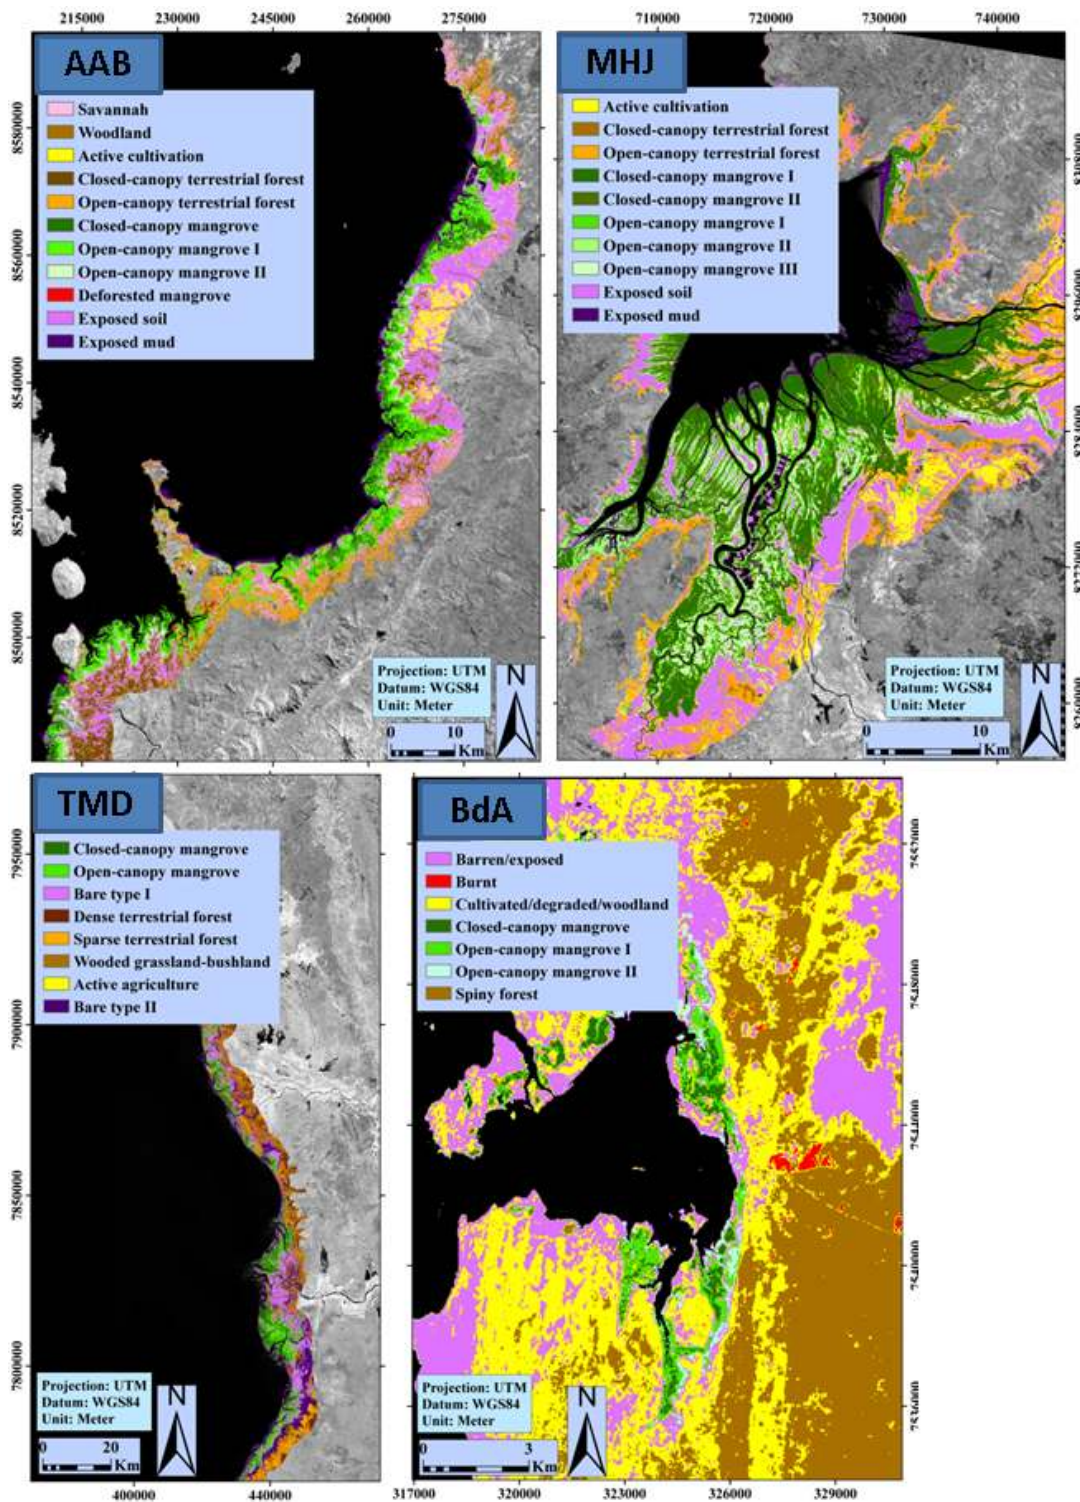 215000 230000 245000 260000 275000
AAB
Savannah
Woodland
Active cultivation
Closed-canopy terrestrial forest
Open-canopy terrestrial forest
Closed-canopy mangrove
Open-canopy mangrove I
Open-canopy mangrove II
Deforested mangrove
Exposed soil
Exposed mud
8580000
8560000
8540000
8520000
8500000
Projection: UTM
Datum: WGS84
Unit: Meter
N
0 10
Km
215000 230000 245000 260000 275000
710000 720000 730000 740000
MHJ
Active cultivation
Closed-canopy terrestrial forest
Open-canopy terrestrial forest
Closed-canopy mangrove I
Closed-canopy mangrove II
Open-canopy mangrove I
Open-canopy mangrove II
Open-canopy mangrove III
Exposed soil
Exposed mud
Projection: UTM
Datum: WGS84
Unit: Meter
N
0 10
Km
TMD
Closed-canopy mangrove
Open-canopy mangrove
Bare type I
Dense terrestrial forest
Sparse terrestrial forest
Wooded grassland-bushland
Active agriculture
Bare type II
7950000
7900000
7850000
7800000
Projection: UTM
Datum: WGS84
Unit: Meter
N
0 20
Km
400000 440000
BdA
Barren/exposed
Burnt
Cultivated/degraded/woodland
Closed-canopy mangrove
Open-canopy mangrove I
Open-canopy mangrove II
Spiny forest
Projection: UTM
Datum: WGS84
Unit: Meter
N
0 3
Km
317000 320000 323000 326000 329000